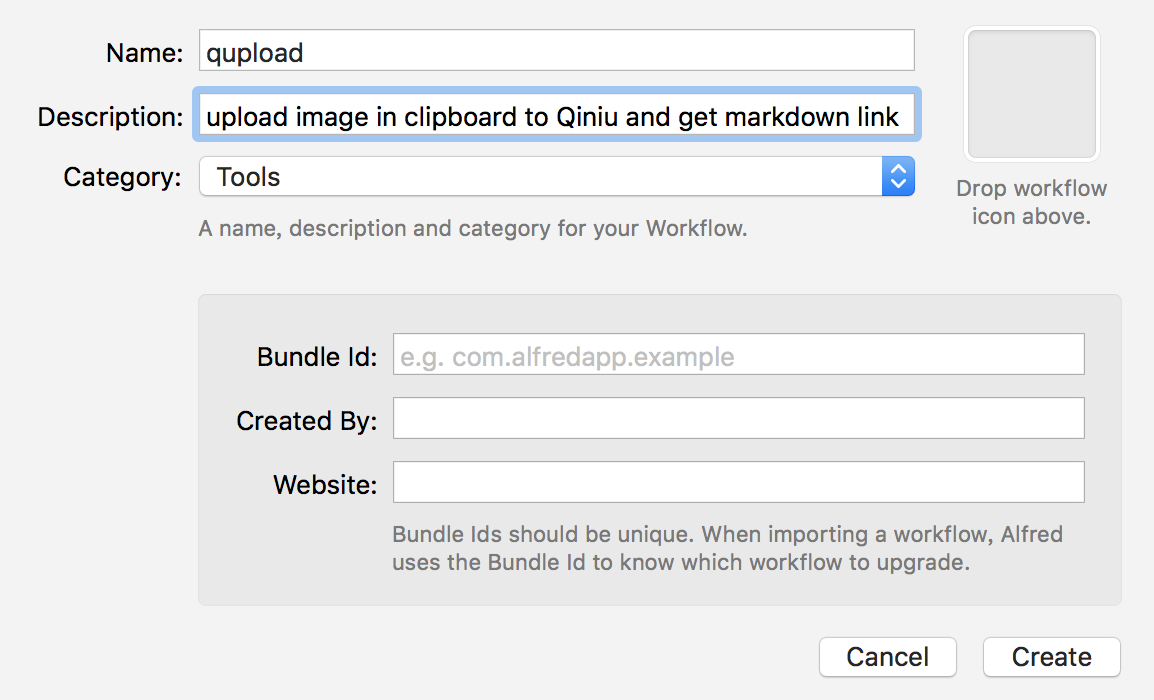 Name: qupload
Description: upload image in clipboard to Qiniu and get markdown link
Category: Tools
A name, description and category for your Workflow.
Drop workflow
icon above.
Bundle Id: e.g. com.alfredapp.example
Created By:
Website:
Bundle Ids should be unique. When importing a workflow, Alfred
uses the Bundle Id to know which workflow to upgrade.
Cancel Create